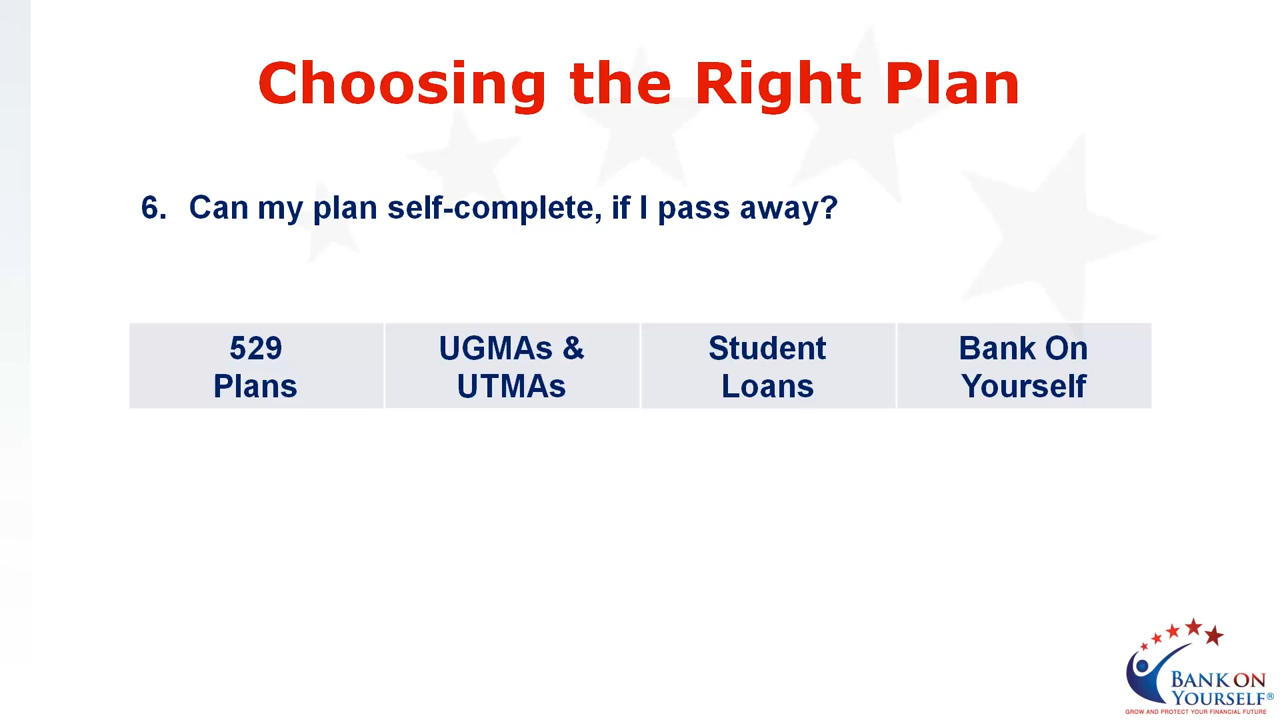 Choosing the Right Plan
6. Can my plan self-complete, if I pass away?
529
Plans
UGMAs &
UTMAs
Student
Loans
Bank On
Yourself
BANK ON
YOURSELF®
GROW AND PROTECT YOUR FINANCIAL FUTURE